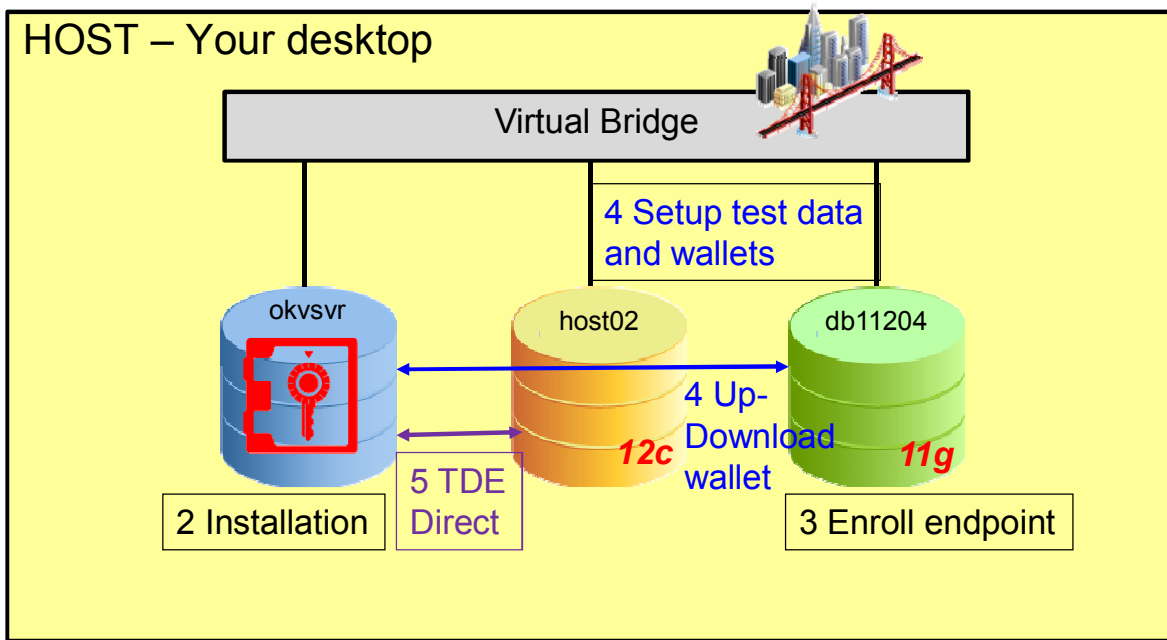 HOST – Your desktop
Virtual Bridge
4 Setup test data
and wallets
okvsvr
host02
db11204
4 Up-
Download
wallet
12c
11g
5 TDE
Direct
2 Installation
3 Enroll endpoint